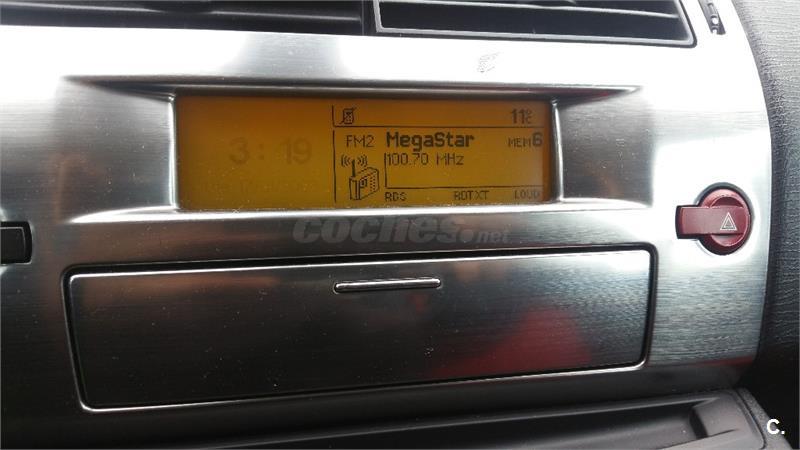 11°C
FM2 MegaStar MEM6
3:19
100.70 MHz
RDS RDTXT LOUD
coches.net
C.